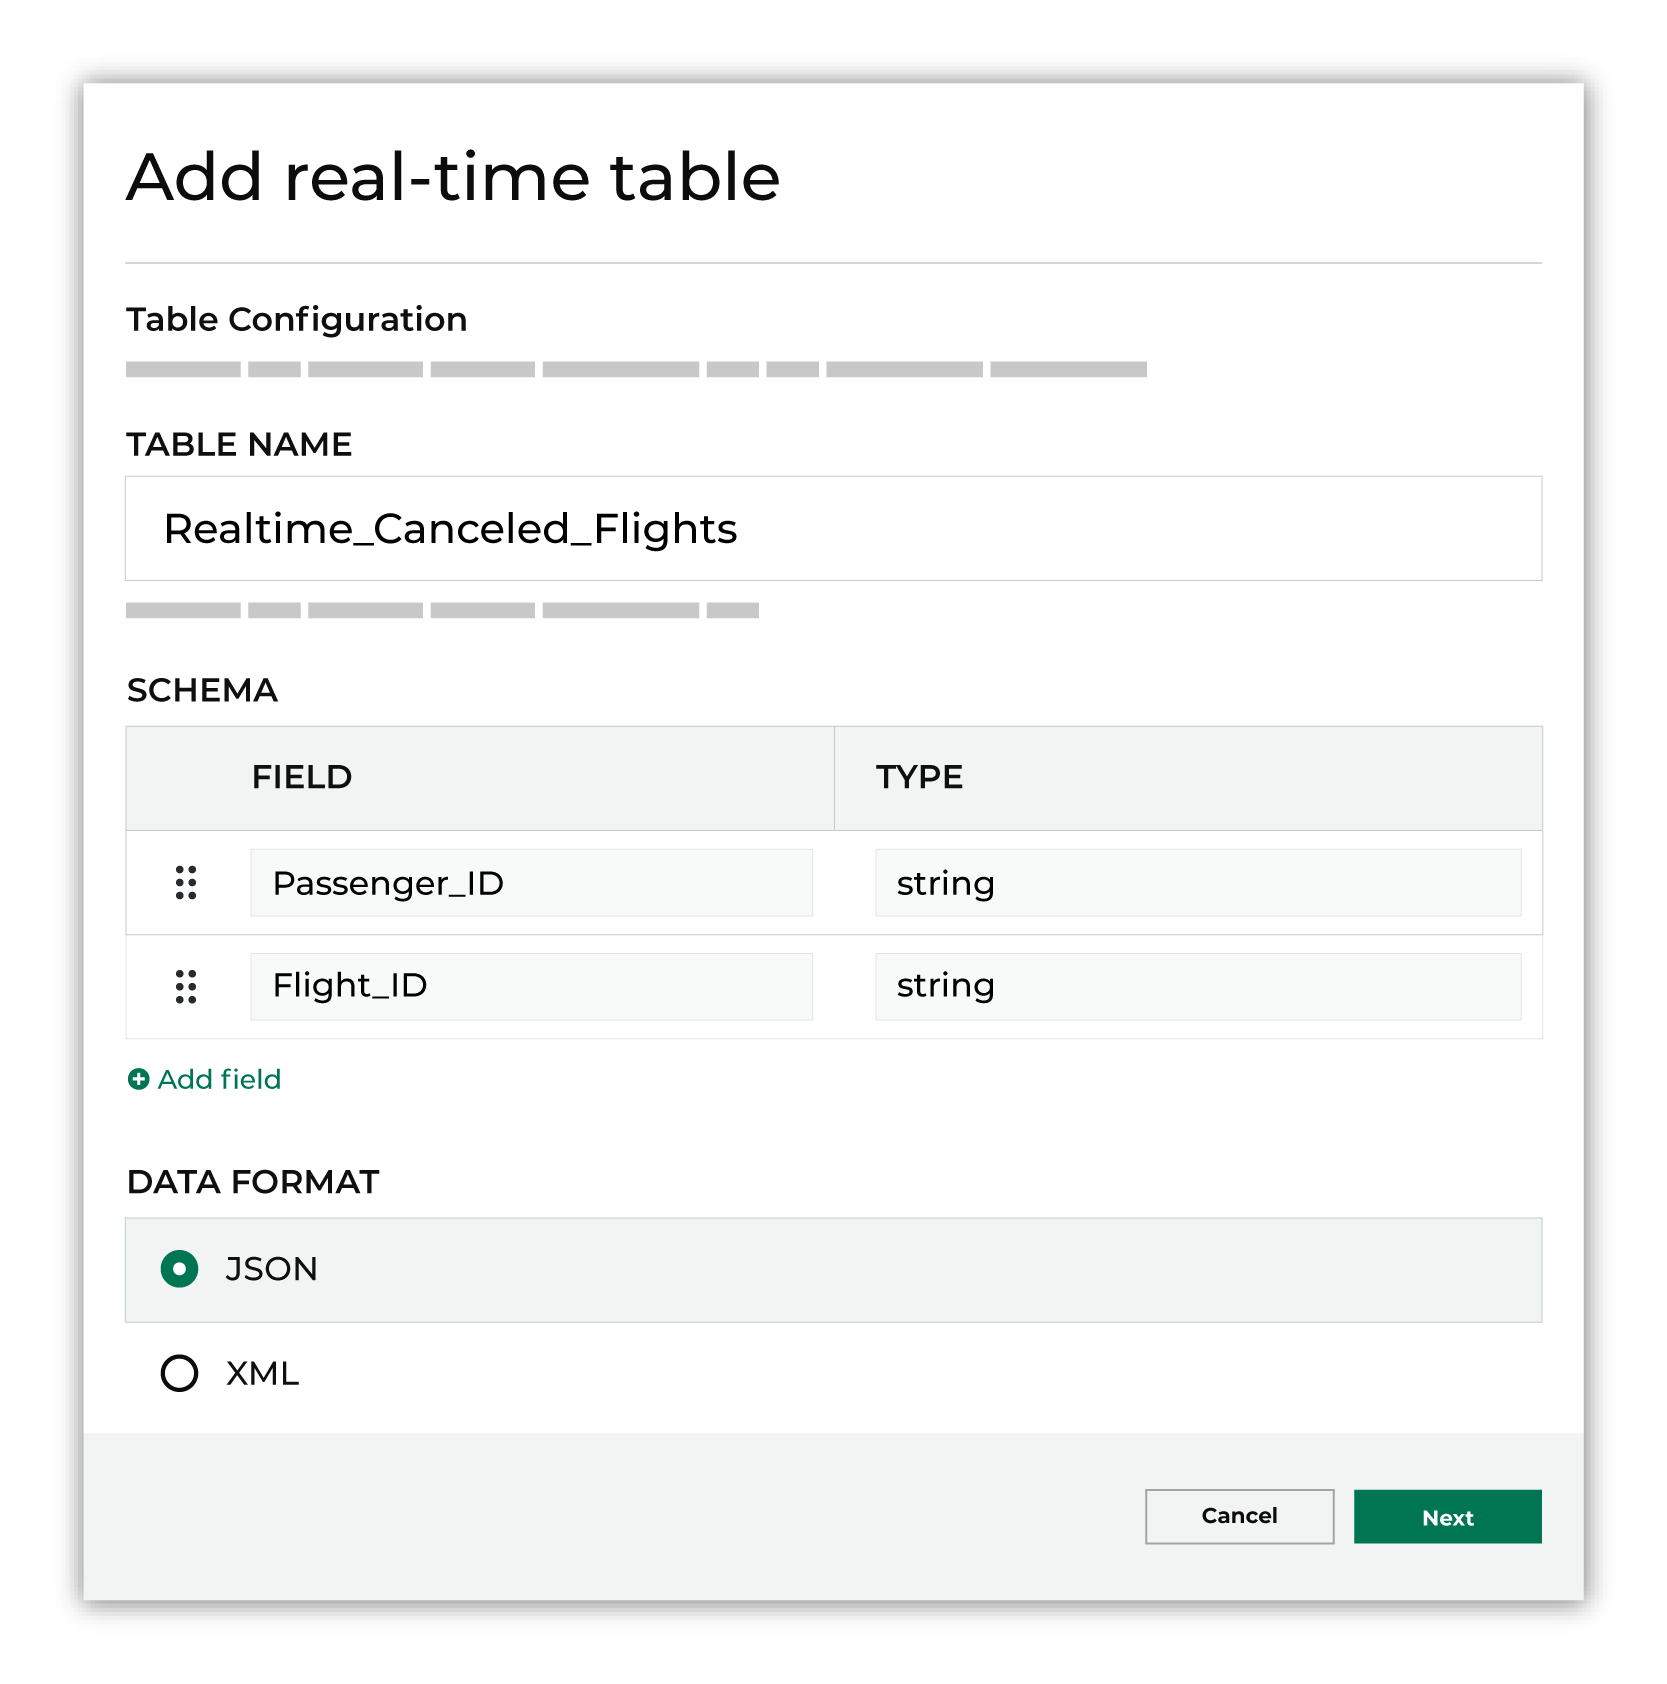 Add real-time table
Table Configuration
TABLE NAME
Realtime_Canceled_Flights
SCHEMA
FIELD TYPE
Passenger_ID string
Flight_ID string
Add field
DATA FORMAT
JSON
XML
Cancel Next